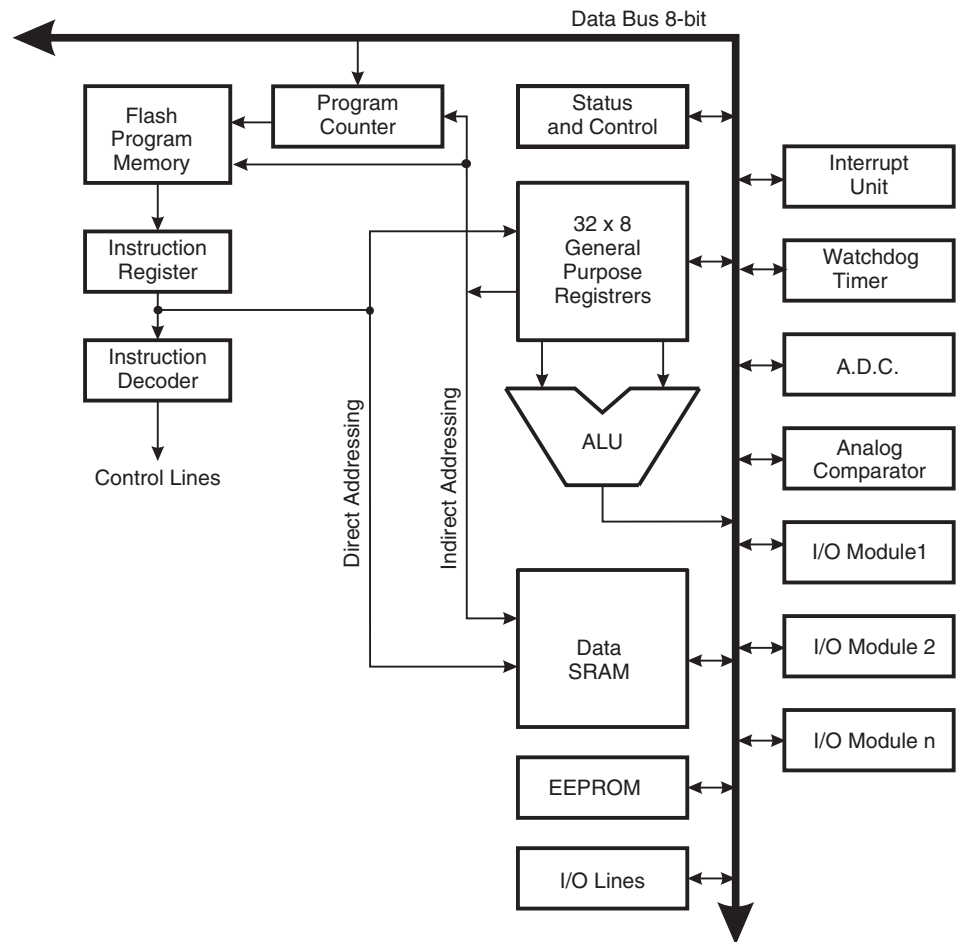 Data Bus 8-bit
Flash
Program
Memory
Program
Counter
Status
and Control
Interrupt
Unit
32 x 8
General
Purpose
Registrers
Instruction
Register
Watchdog
Timer
Instruction
Decoder
A.D.C.
Control Lines
Direct Addressing
Indirect Addressing
ALU
Analog
Comparator
I/O Module1
Data
SRAM
I/O Module 2
I/O Module n
EEPROM
I/O Lines